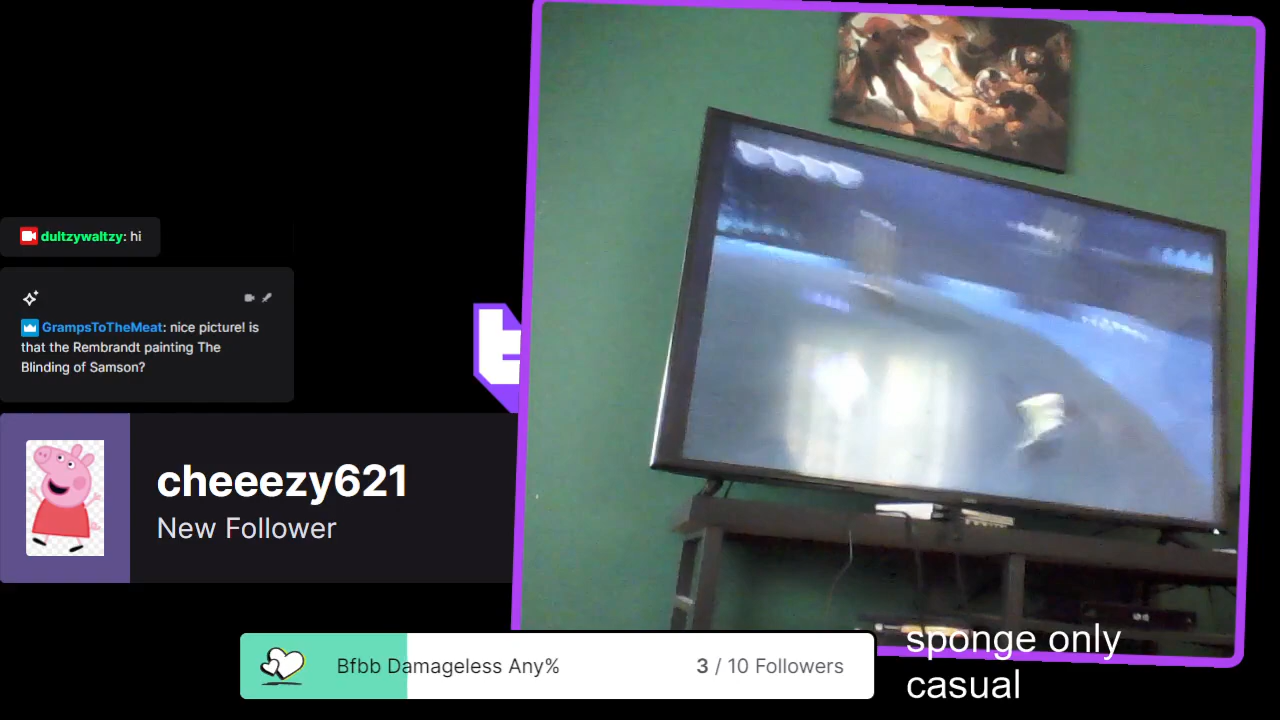 dultzywaltzy: hi
GrampsToTheMeat: nice picture! is
that the Rembrandt painting The
Blinding of Samson?
cheeezy621
New Follower
Bfbb Damageless Any% 3 / 10 Followers
sponge only
casual